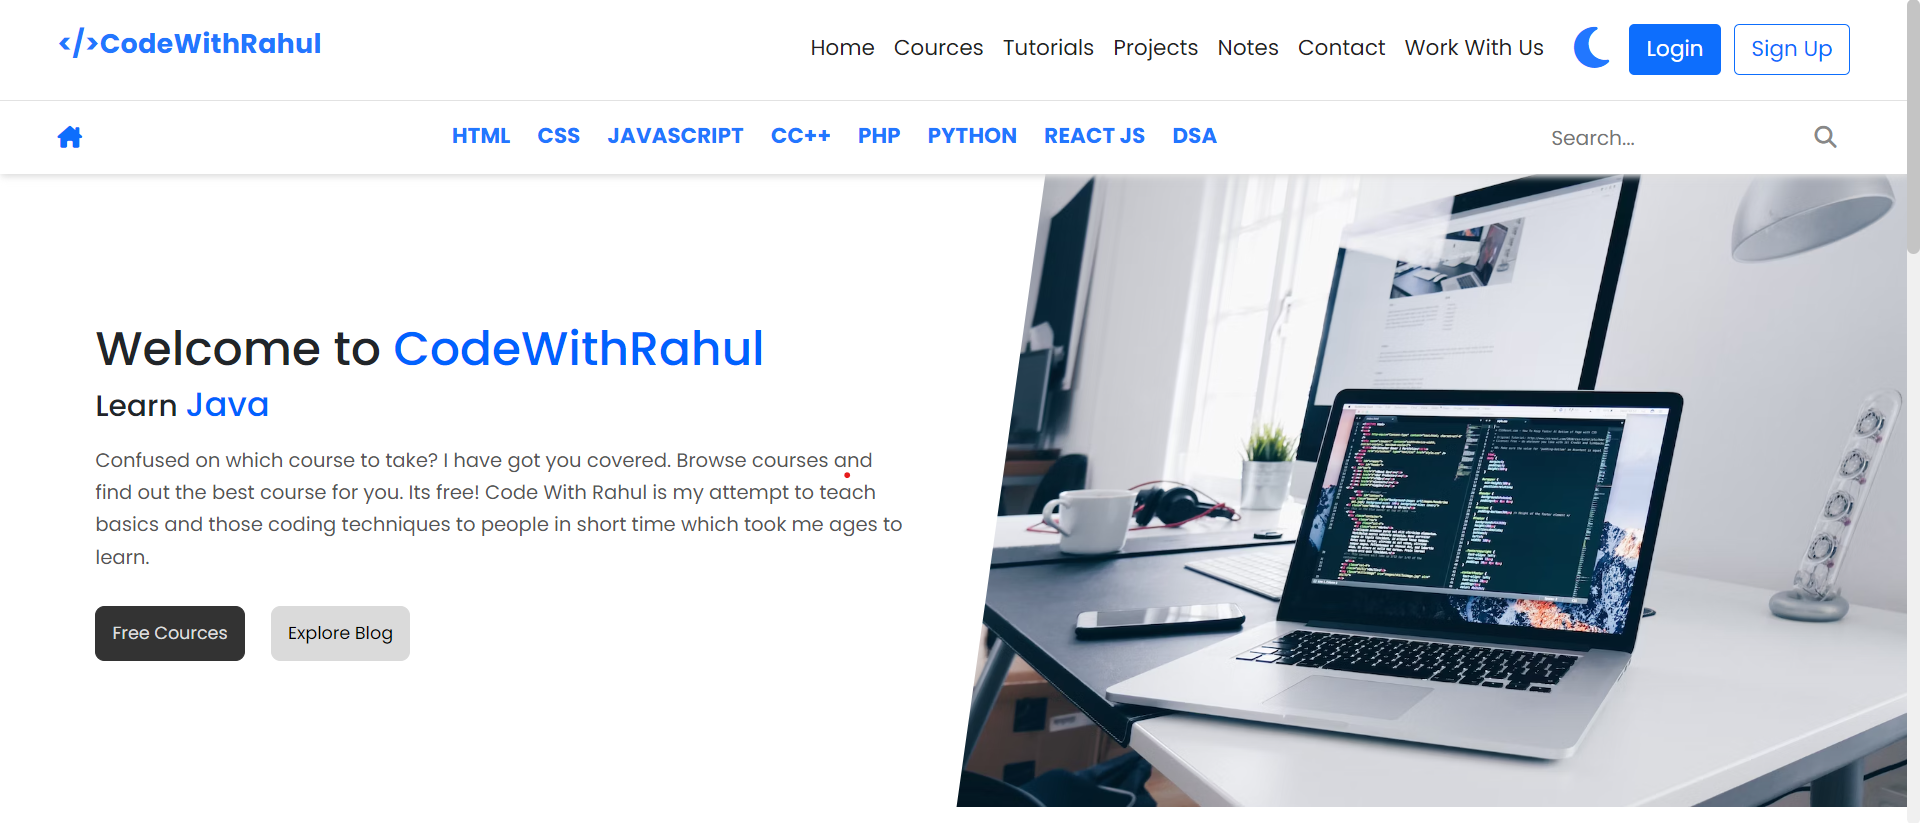 </>CodeWithRahul
Home Cources Tutorials Projects Notes Contact Work With Us Login Sign Up
HTML CSS JAVASCRIPT CC++ PHP PYTHON REACT JS DSA Search...
Welcome to CodeWithRahul
Learn Java
Confused on which course to take? I have got you covered. Browse courses and
find out the best course for you. Its free! Code With Rahul is my attempt to teach
basics and those coding techniques to people in short time which took me ages to
learn.
Free Cources Explore Blog